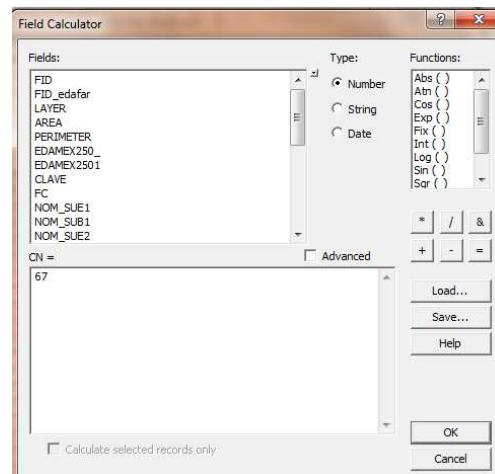 Field Calculator
Fields:
FID
FID_edafar
LAYER
AREA
PERIMETER
EDAMEX250_
EDAMEX2501
CLAVE
FC
NOM_SUE1
NOM_SUB1
NOM_SUE2
Type:
Number
String
Date
Functions:
Abs ( )
Atn ( )
Cos ( )
Exp ( )
Fix ( )
Int ( )
Log ( )
Sin ( )
Sqr ( )
* / &
+ - =
CN =
Advanced
67
Load...
Save...
Help
Calculate selected records only
OK
Cancel